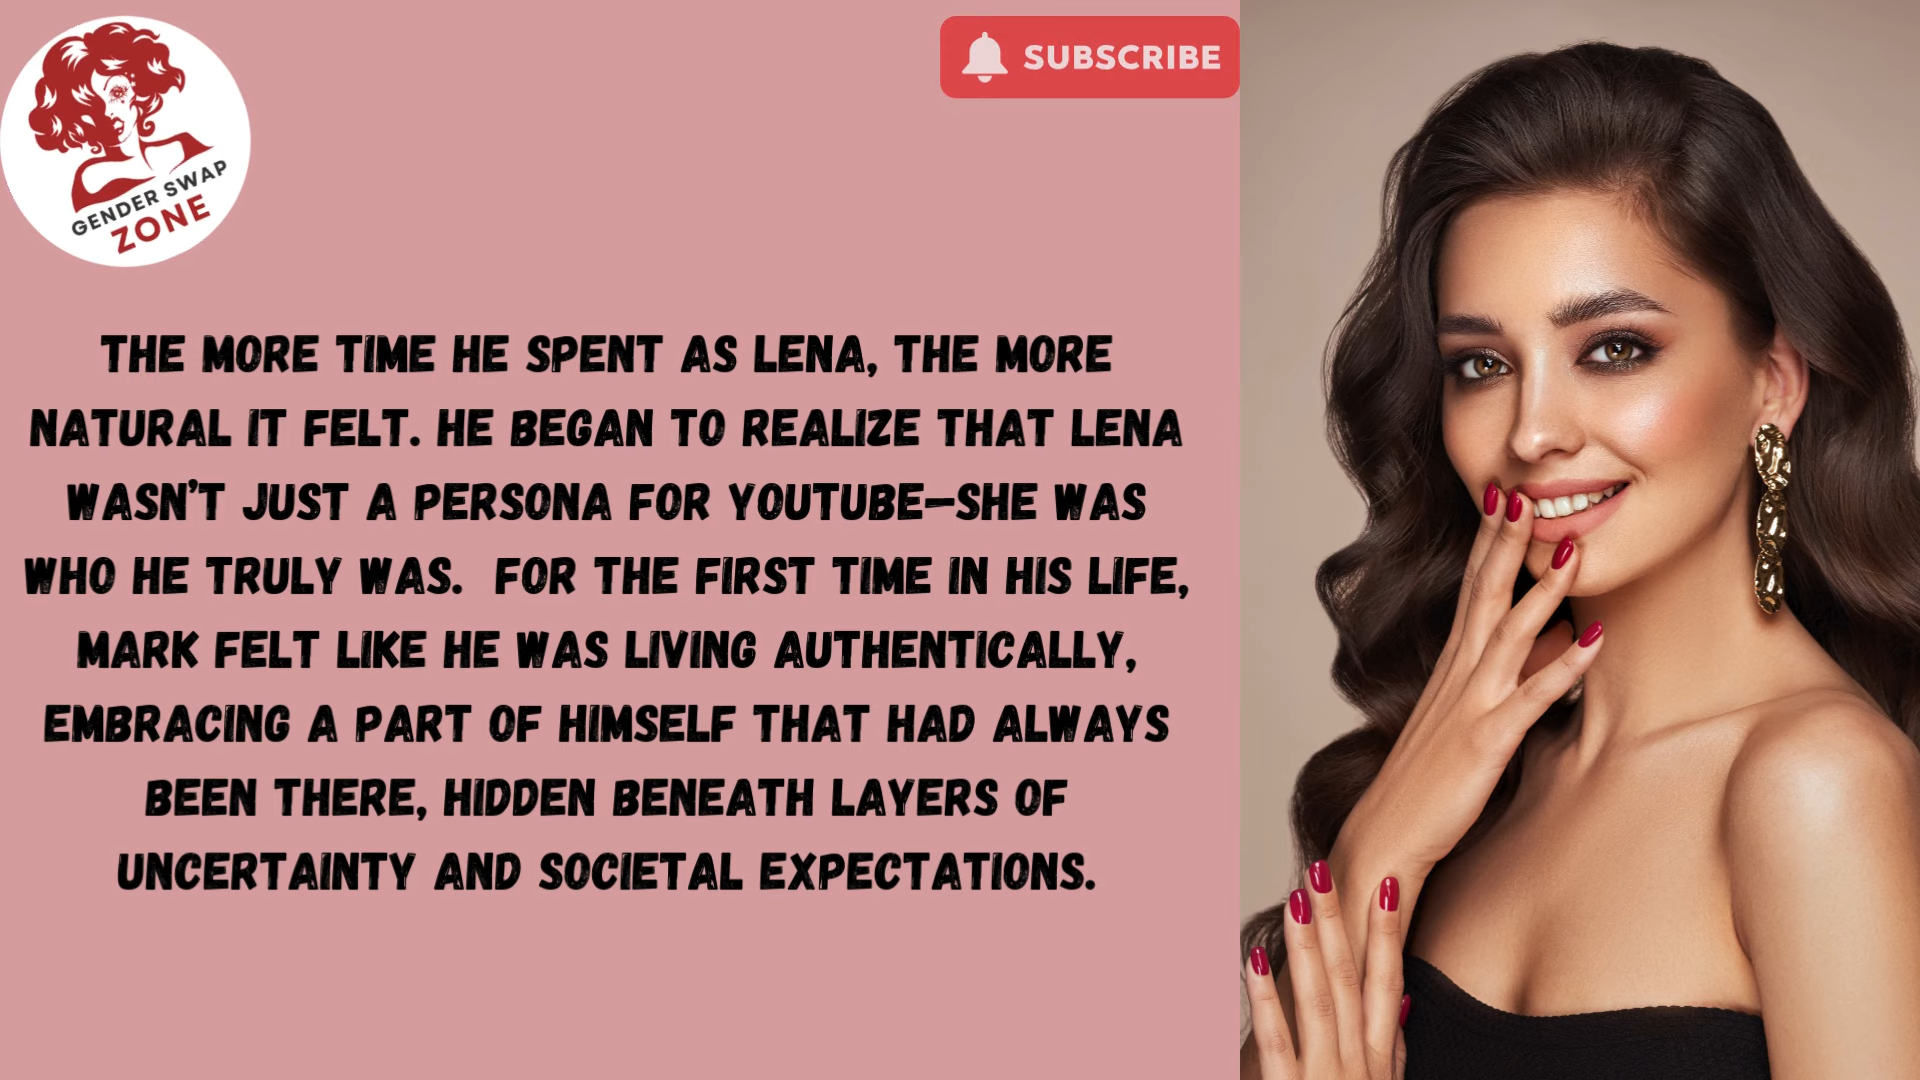 GENDER SWAP
ZONE
SUBSCRIBE
THE MORE TIME HE SPENT AS LENA, THE MORE
NATURAL IT FELT. HE BEGAN TO REALIZE THAT LENA
WASN'T JUST A PERSONA FOR YOUTUBE—SHE WAS
WHO HE TRULY WAS. FOR THE FIRST TIME IN HIS LIFE,
MARK FELT LIKE HE WAS LIVING AUTHENTICALLY,
EMBRACING A PART OF HIMSELF THAT HAD ALWAYS
BEEN THERE, HIDDEN BENEATH LAYERS OF
UNCERTAINTY AND SOCIETAL EXPECTATIONS.